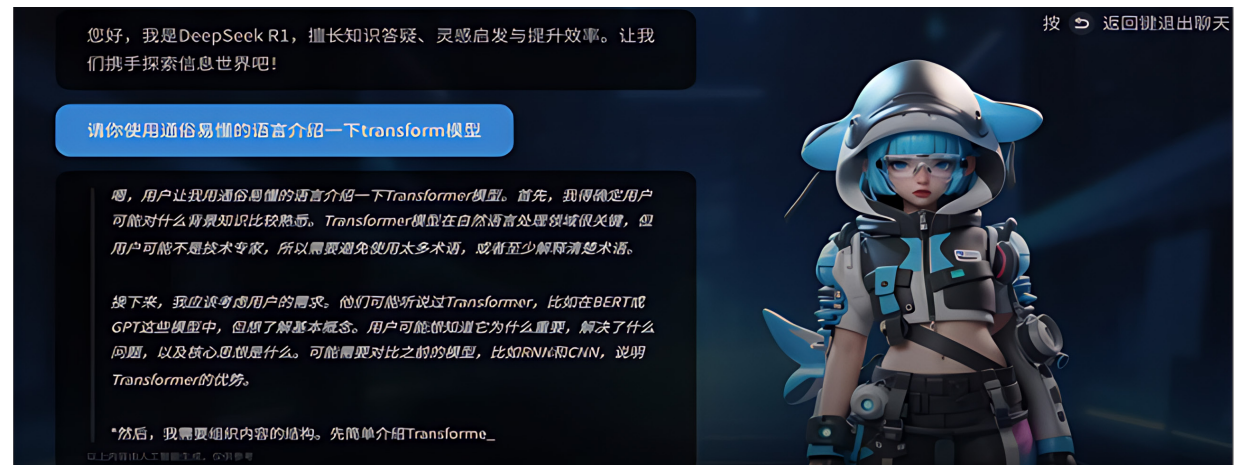 您好，我是DeepSeek R1，擅长知识答疑、灵感启发与提升效率。让我
们携手探索信息世界吧！
按 返回键退出聊天
请你使用通俗易懂的语言介绍一下transform模型
嗯，用户让我用通俗易懂的语言介绍一下Transformer模型。首先，我得确定用户
可能对什么背景知识比较熟悉。Transformer模型在自然语言处理领域很关键，但
用户可能不是技术专家，所以需要避免使用太多术语，或者至少解释清楚术语。
接下来，我应该考虑用户的需求。他们可能听说过Transformer，比如在BERT或
GPT这些模型中，但想了解基本概念。用户可能想知道它为什么重要，解决了什么
问题，以及核心思想是什么。可能需要对比之前的模型，比如RNN和CNN，说明
Transformer的优势。
*然后，我需要组织内容的结构。先简单介绍Transforme_
以上内容由人工智能生成，仅供参考